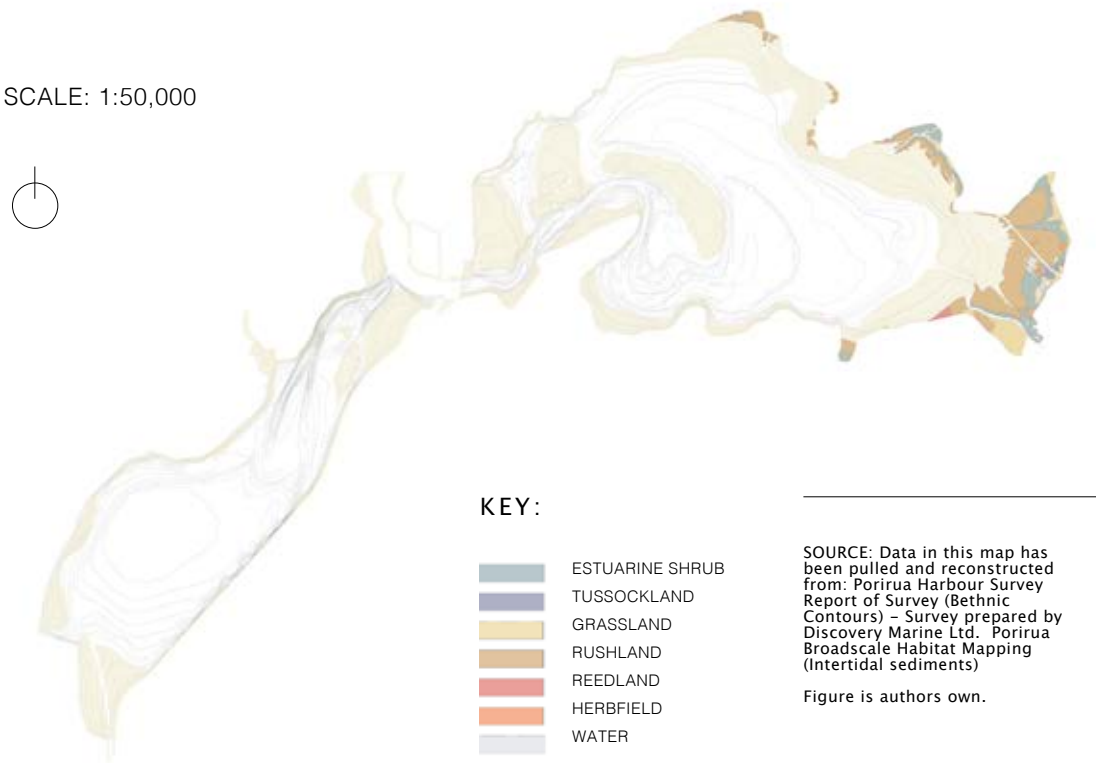 SCALE: 1:50,000
KEY:
ESTUARINE SHRUB
TUSSOCKLAND
GRASSLAND
RUSHLAND
REEDLAND
HERBFIELD
WATER
SOURCE: Data in this map has
been pulled and reconstructed
from: Porirua Harbour Survey
Report of Survey (Bethnic
Contours) – Survey prepared by
Discovery Marine Ltd.  Porirua
Broadscale Habitat Mapping
(Intertidal sediments)
Figure is authors own.